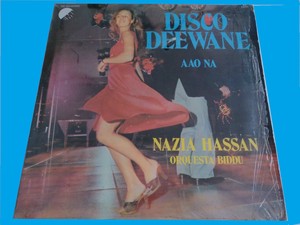 DISCO
DEEWANE
AAO NA
NAZIA HASSAN
ORQUESTA BIDDU